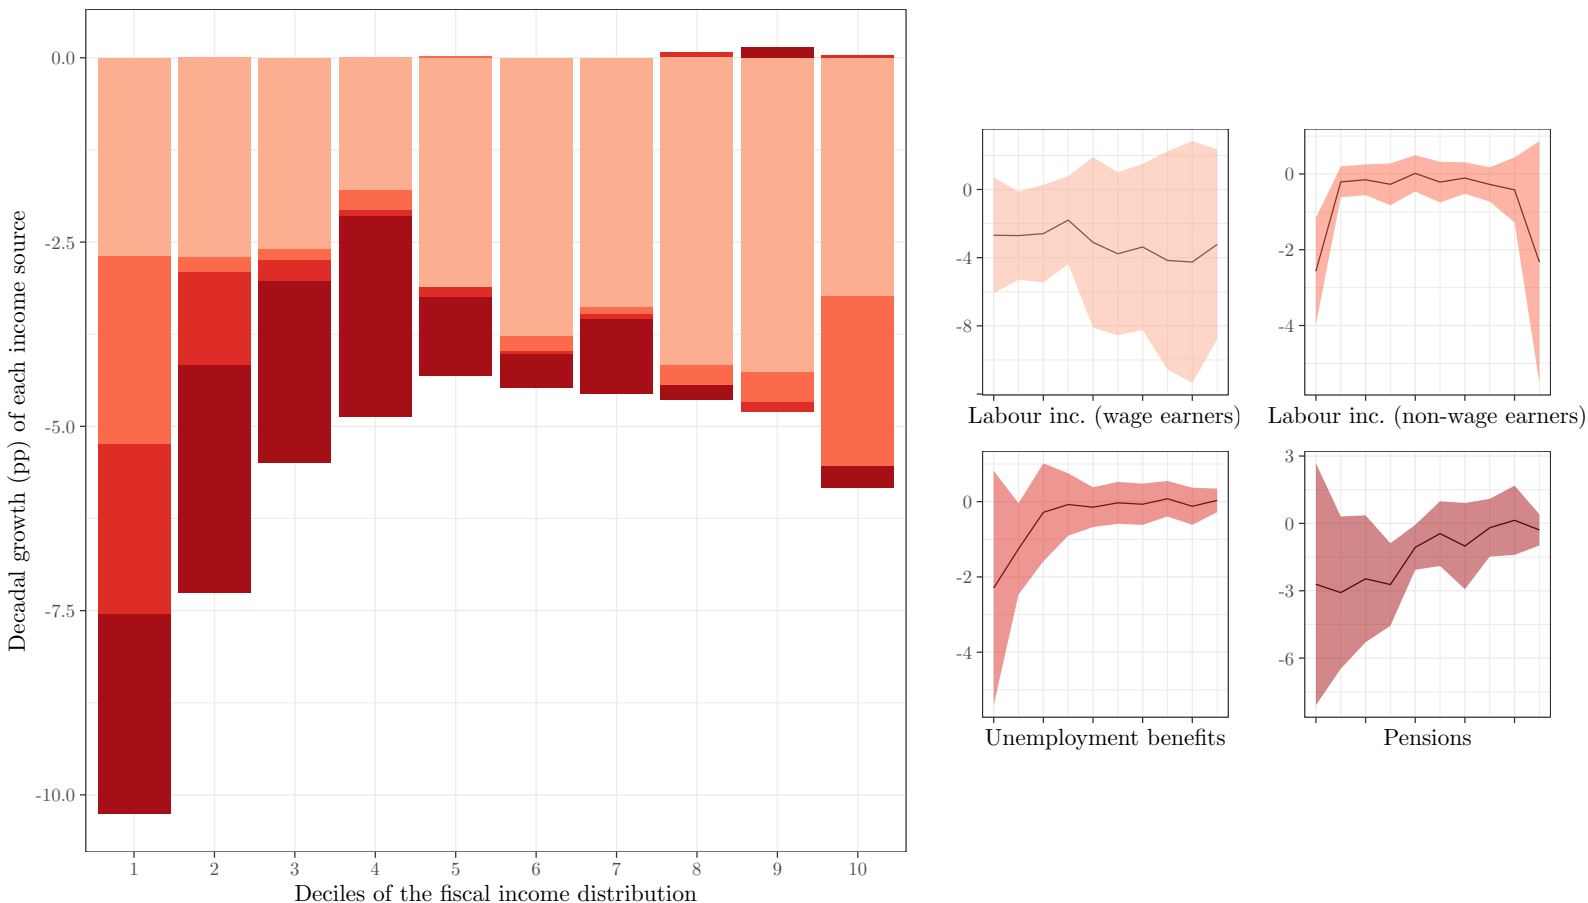 Decadal growth (pp) of each income source
0.0
-2.5
-5.0
-7.5
-10.0
1 2 3 4 5 6 7 8 9 10
Deciles of the fiscal income distribution
0
-4
-8
Labour inc. (wage earners)
0
-2
-4
Labour inc. (non-wage earners)
0
-2
-4
Unemployment benefits
3
0
-3
-6
Pensions